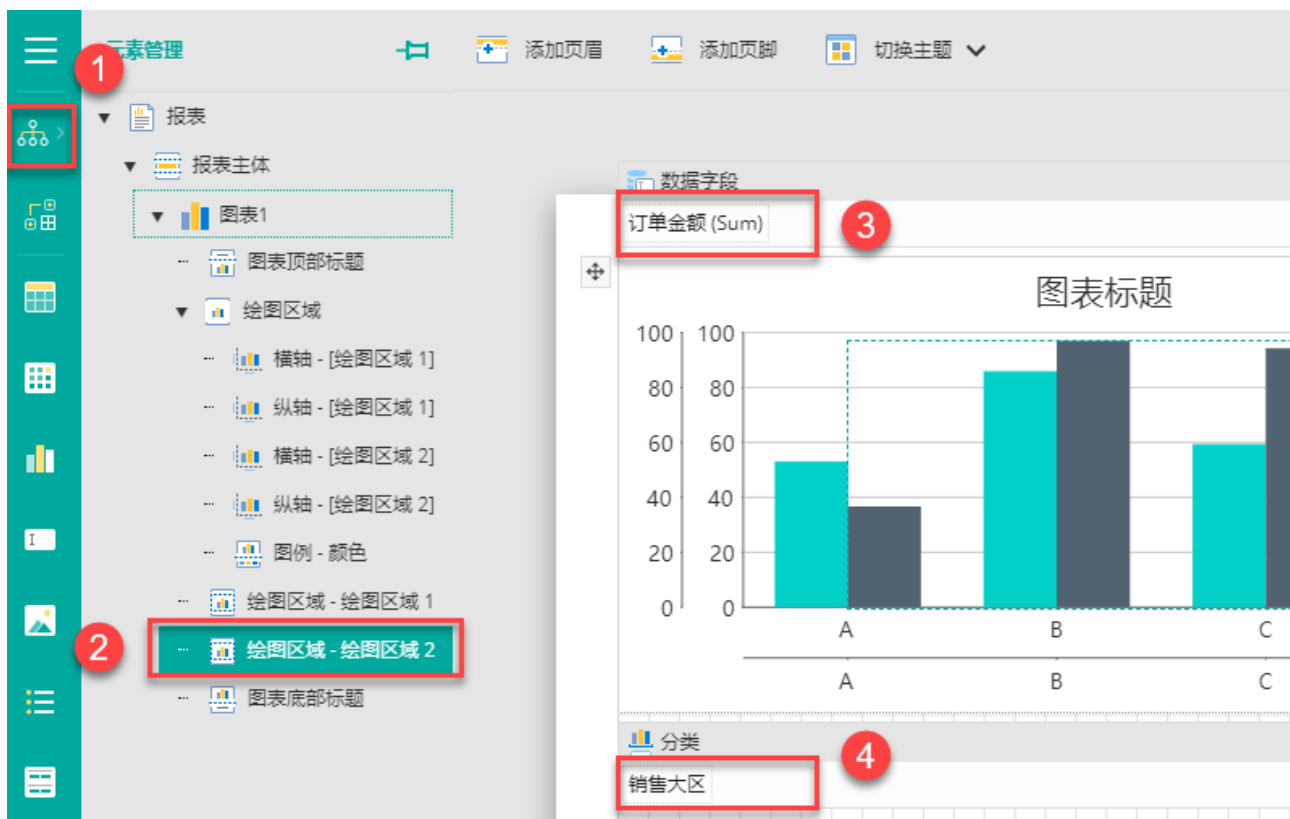 元素管理
添加页眉
添加页脚
切换主题
1
报表
报表主体
图表1
图表顶部标题
绘图区域
横轴 - [绘图区域 1]
纵轴 - [绘图区域 1]
横轴 - [绘图区域 2]
纵轴 - [绘图区域 2]
图例 - 颜色
绘图区域 - 绘图区域 1
2
绘图区域 - 绘图区域 2
图表底部标题
数据字段
订单金额 (Sum)
3
图表标题
100 100
80 80
60 60
40 40
20 20
0 0
A B C
A B C
分类
4
销售大区